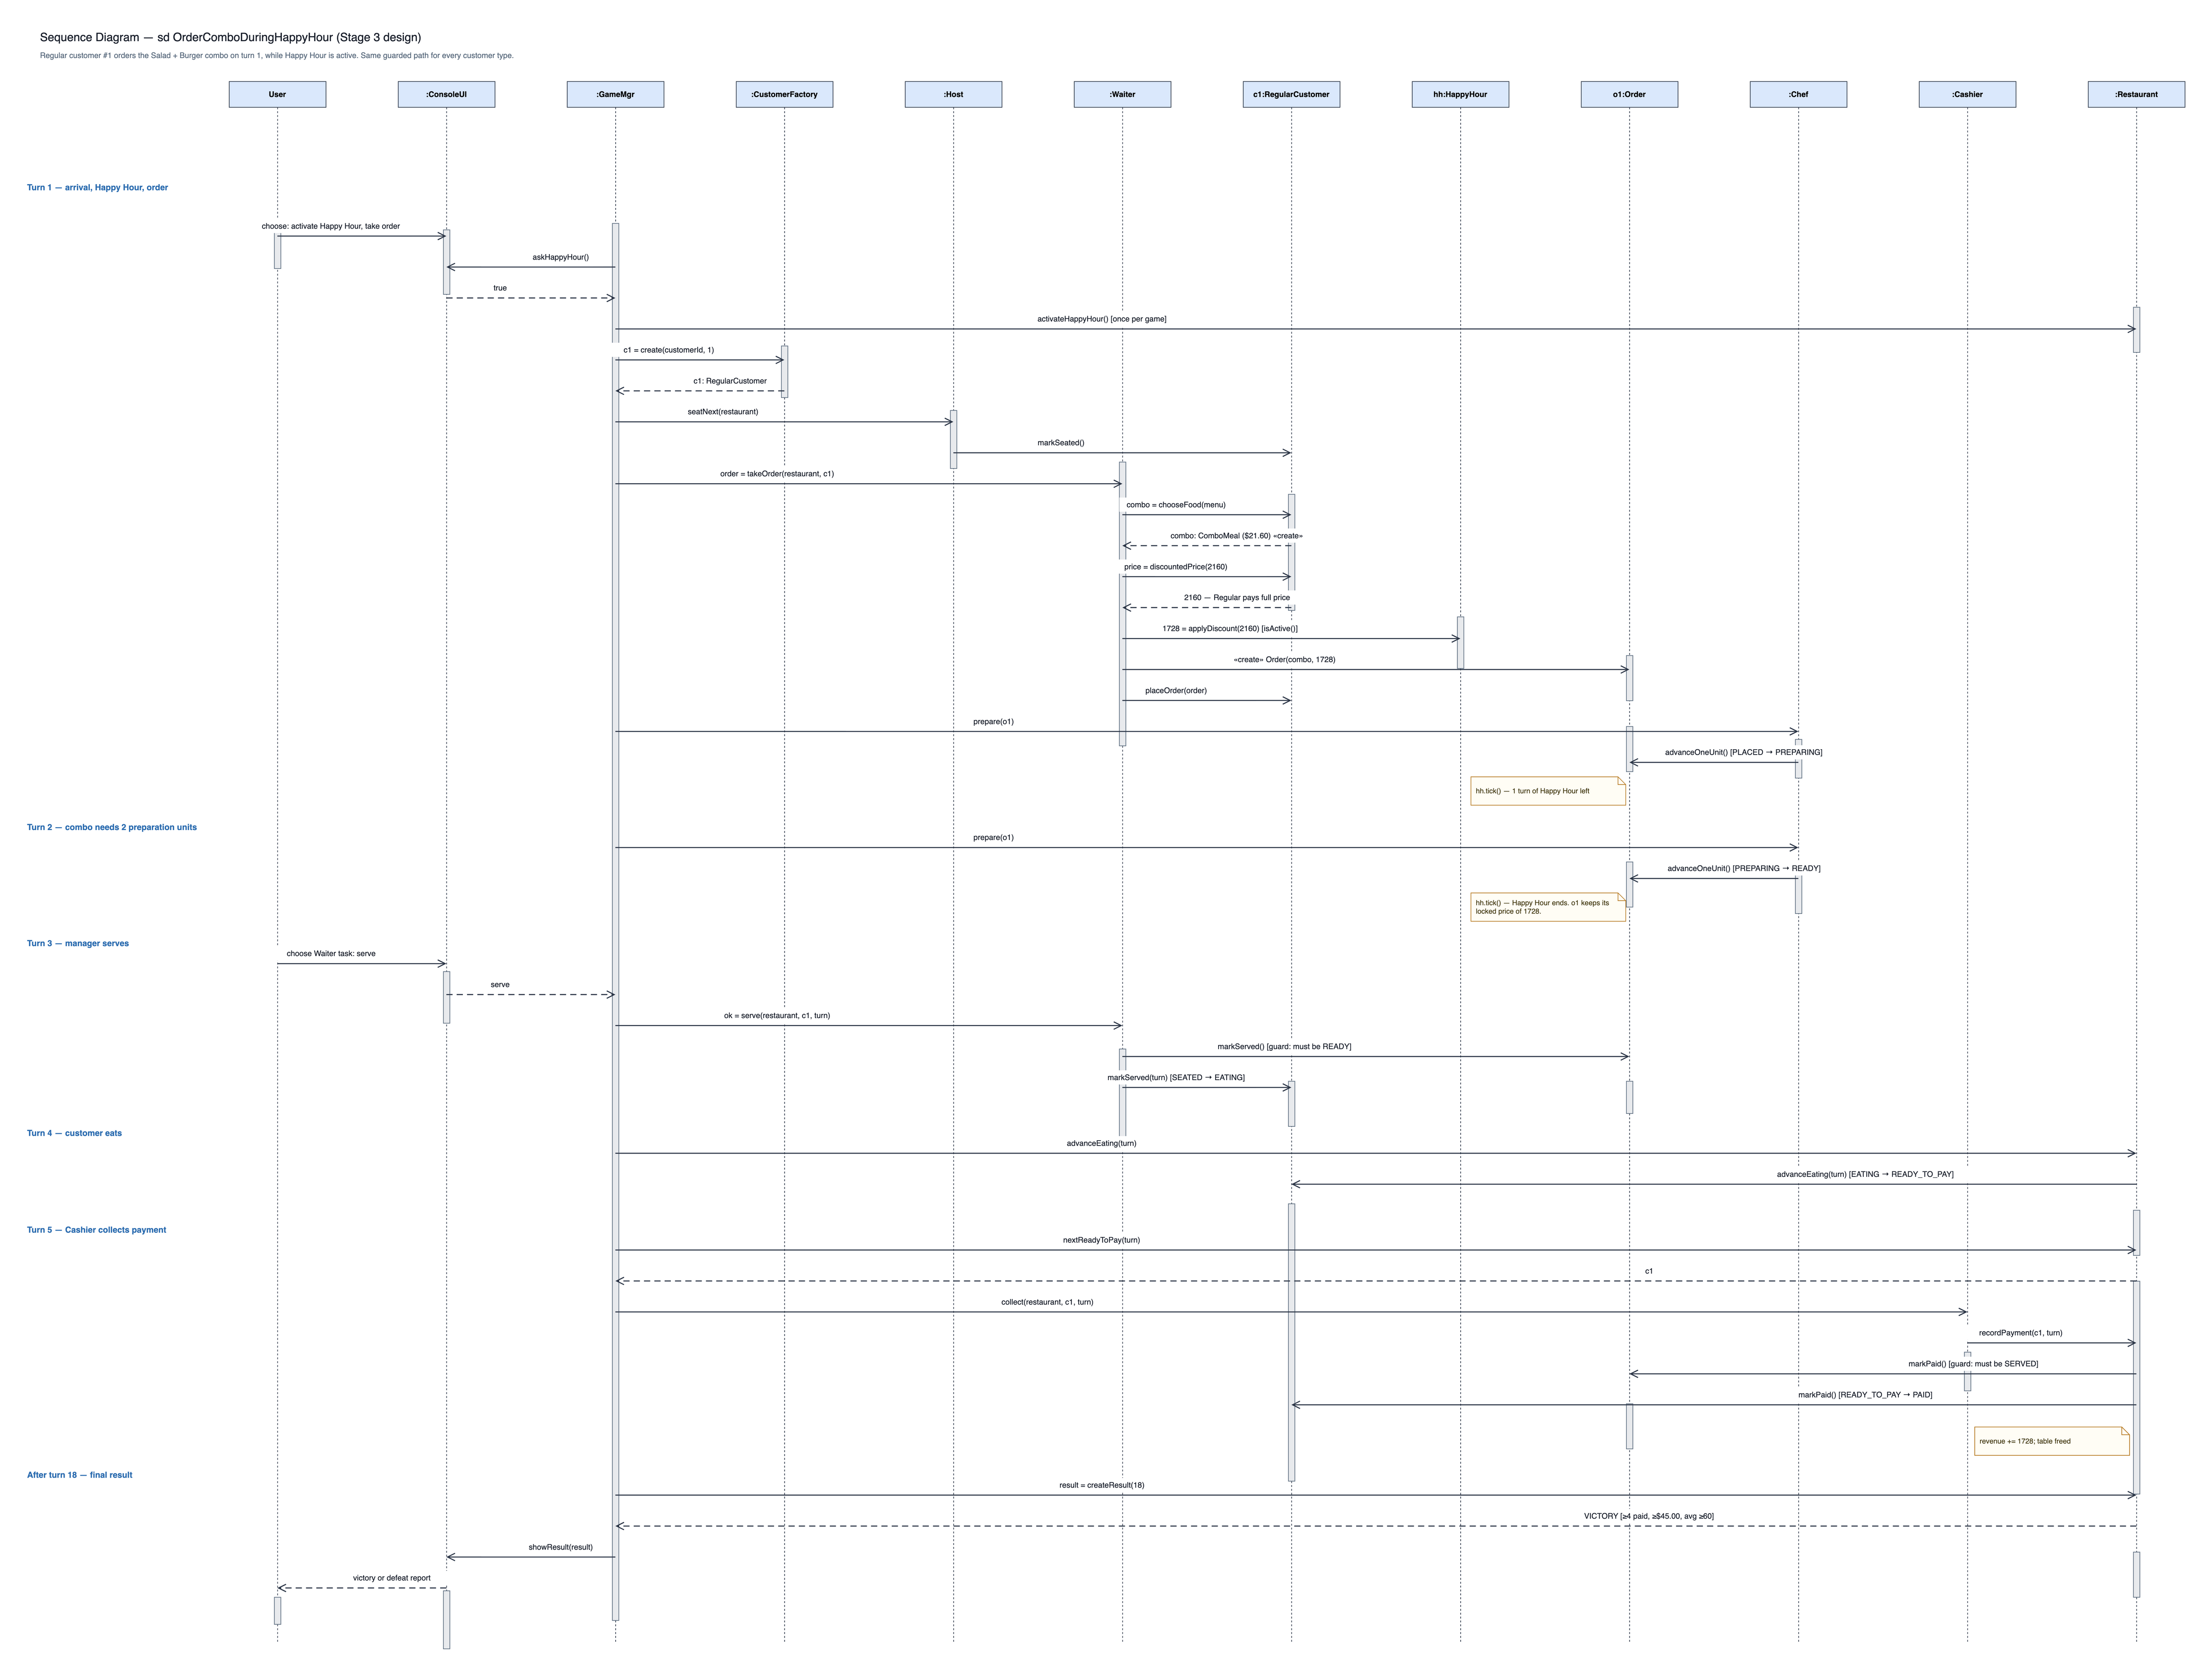 Sequence Diagram — sd OrderComboDuringHappyHour (Stage 3 design)
Regular customer #1 orders the Salad + Burger combo on turn 1, while Happy Hour is active. Same guarded path for every customer type.
User
:ConsoleUI
:GameMgr
:CustomerFactory
:Host
:Waiter
c1:RegularCustomer
hh:HappyHour
o1:Order
:Chef
:Cashier
:Restaurant
Turn 1 — arrival, Happy Hour, order
choose: activate Happy Hour, take order
askHappyHour()
true
activateHappyHour() [once per game]
c1 = create(customerId, 1)
c1: RegularCustomer
seatNext(restaurant)
markSeated()
order = takeOrder(restaurant, c1)
combo = chooseFood(menu)
combo: ComboMeal ($21.60) «create»
price = discountedPrice(2160)
2160 — Regular pays full price
1728 = applyDiscount(2160) [isActive()]
«create» Order(combo, 1728)
placeOrder(order)
prepare(o1)
advanceOneUnit() [PLACED → PREPARING]
hh.tick() — 1 turn of Happy Hour left
Turn 2 — combo needs 2 preparation units
prepare(o1)
advanceOneUnit() [PREPARING → READY]
hh.tick() — Happy Hour ends. o1 keeps its
locked price of 1728.
Turn 3 — manager serves
choose Waiter task: serve
serve
ok = serve(restaurant, c1, turn)
markServed() [guard: must be READY]
markServed(turn) [SEATED → EATING]
Turn 4 — customer eats
advanceEating(turn)
advanceEating(turn) [EATING → READY_TO_PAY]
Turn 5 — Cashier collects payment
nextReadyToPay(turn)
c1
collect(restaurant, c1, turn)
recordPayment(c1, turn)
markPaid() [guard: must be SERVED]
markPaid() [READY_TO_PAY → PAID]
revenue += 1728; table freed
After turn 18 — final result
result = createResult(18)
VICTORY [≥4 paid, ≥$45.00, avg ≥60]
showResult(result)
victory or defeat report